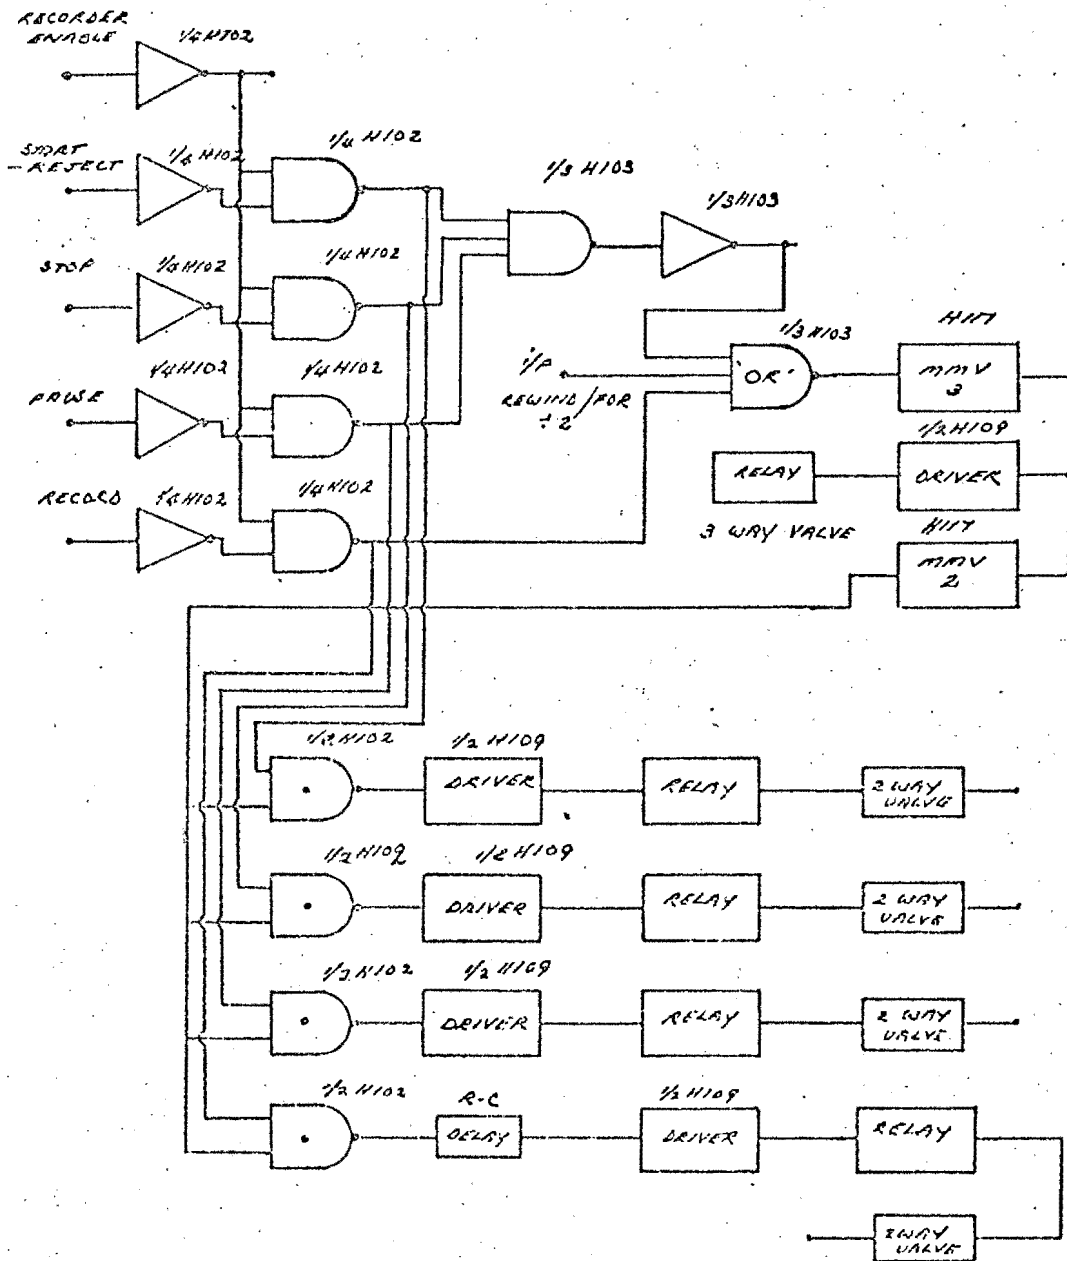 RECORDER
ENABLE
1/4 H102
START
- REJECT
1/4 H102
1/4 H102
1/3 H103
1/3 H103
STOP
1/4 H102
1/4 H102
PAUSE
1/4 H102
1/4 H102
I/P
REWIND/FOR
÷ 2
1/3 H103
'OR'
H117
MMV
3
RECORD
1/4 H102
1/4 H102
RELAY
1/2 H109
DRIVER
3 WAY VALVE
H117
MMV
2
1/2 H102
1/2 H109
DRIVER
RELAY
2 WAY
VALVE
1/2 H102
1/2 H109
DRIVER
RELAY
2 WAY
VALVE
1/2 H102
1/2 H109
DRIVER
RELAY
2 WAY
VALVE
1/2 H102
R-C
DELAY
1/2 H109
DRIVER
RELAY
2 WAY
VALVE